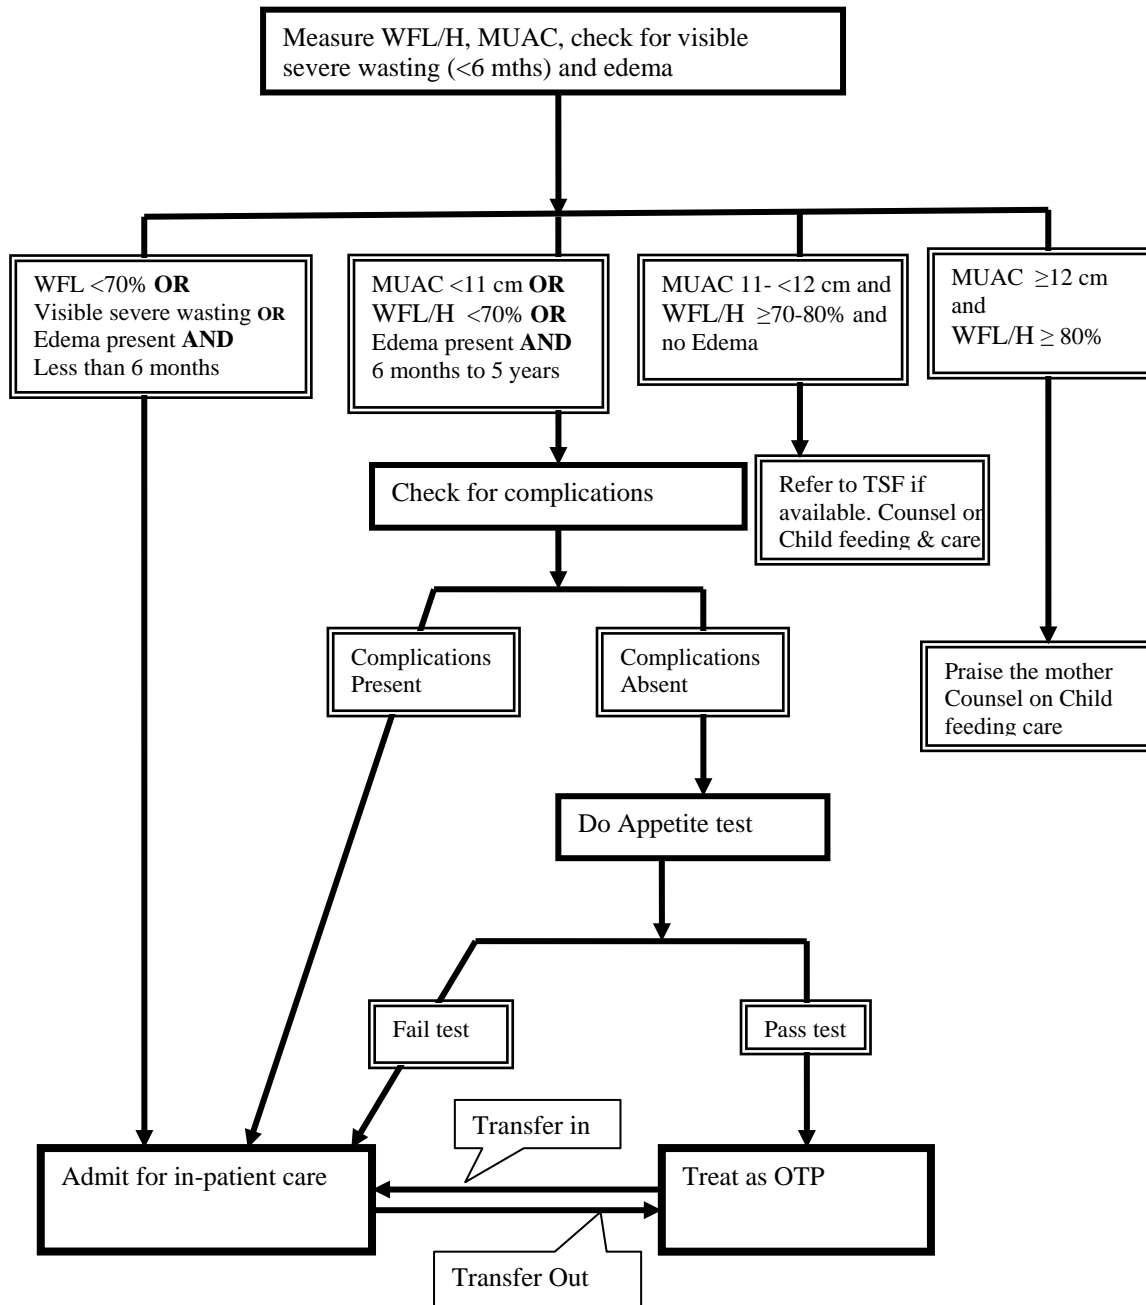 Measure WFL/H, MUAC, check for visible
severe wasting (<6 mths) and edema
WFL <70% OR
Visible severe wasting OR
Edema present AND
Less than 6 months
MUAC <11 cm OR
WFL/H <70% OR
Edema present AND
6 months to 5 years
MUAC 11- <12 cm and
WFL/H ≥70-80% and
no Edema
MUAC ≥12 cm
and
WFL/H ≥ 80%
Check for complications
Refer to TSF if
available. Counsel on
Child feeding & care
Complications
Present
Complications
Absent
Praise the mother
Counsel on Child
feeding care
Do Appetite test
Fail test
Pass test
Transfer in
Admit for in-patient care
Treat as OTP
Transfer Out